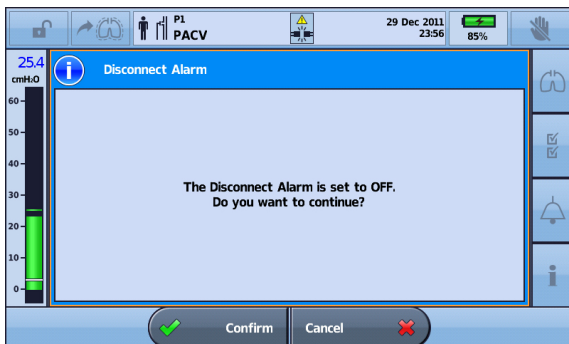 P1
PACV
29 Dec 2011
23:56
85%
25.4
cmH2O
Disconnect Alarm
60
50
40
30
20
10
0
The Disconnect Alarm is set to OFF.
Do you want to continue?
Confirm
Cancel